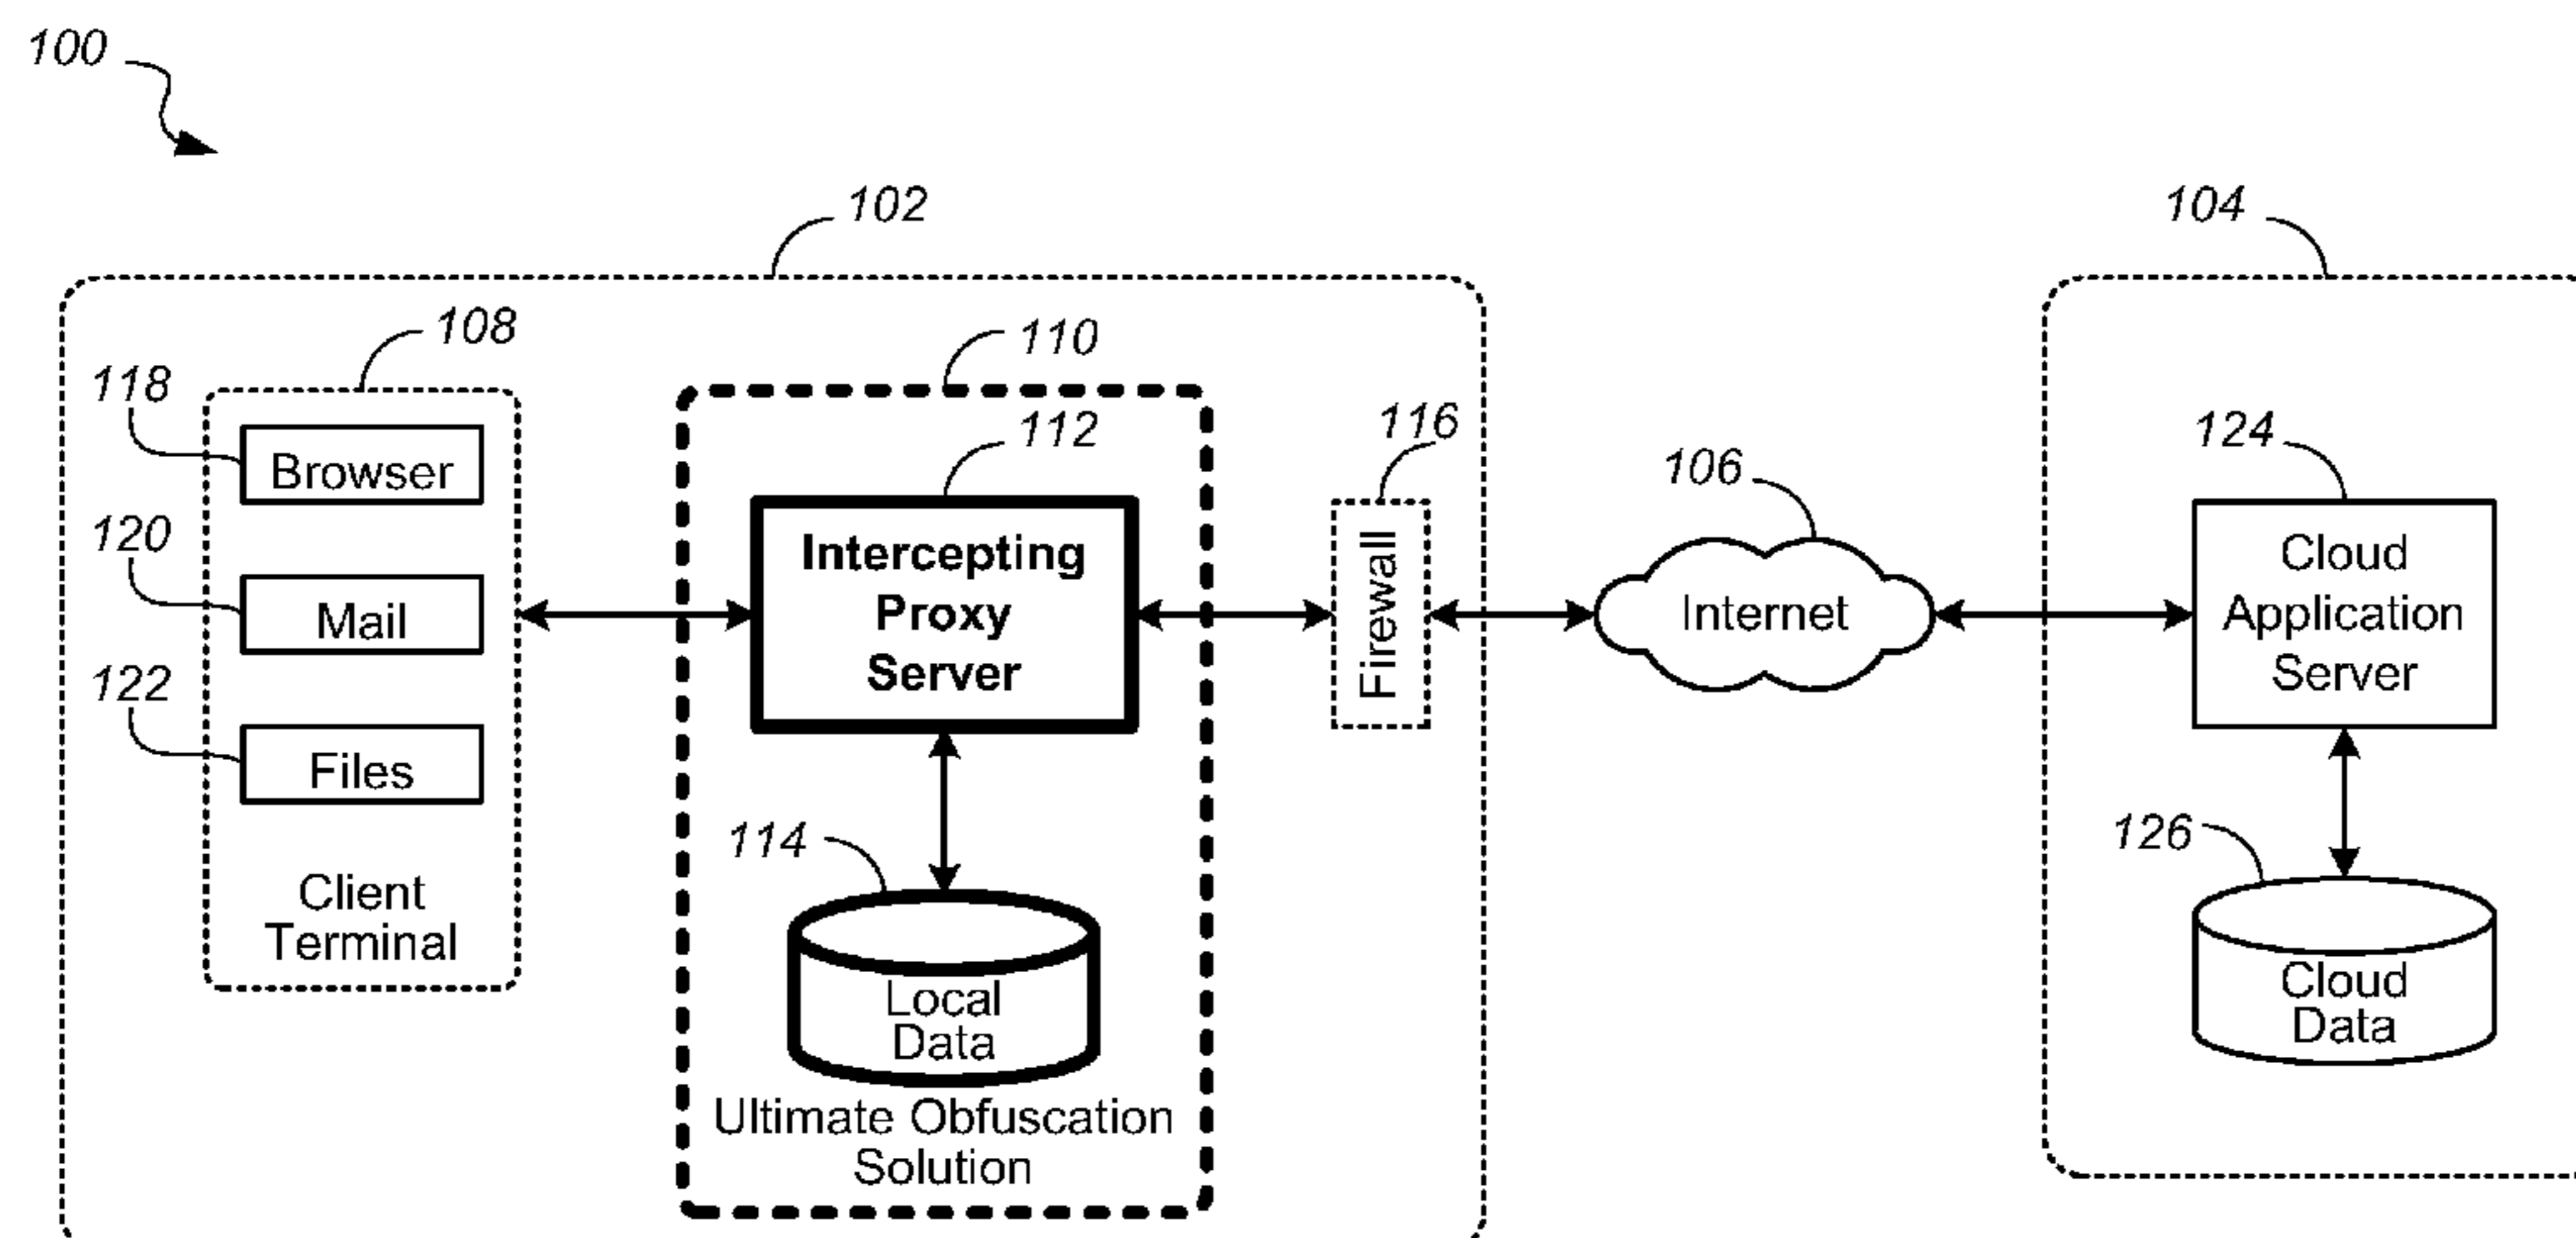 100
102
104
108
110
118
Browser
112
116
106
124
Intercepting
Proxy
Server
Firewall
Internet
Cloud
Application
Server
120
Mail
122
Files
Client
Terminal
114
Local
Data
126
Cloud
Data
Ultimate Obfuscation
Solution